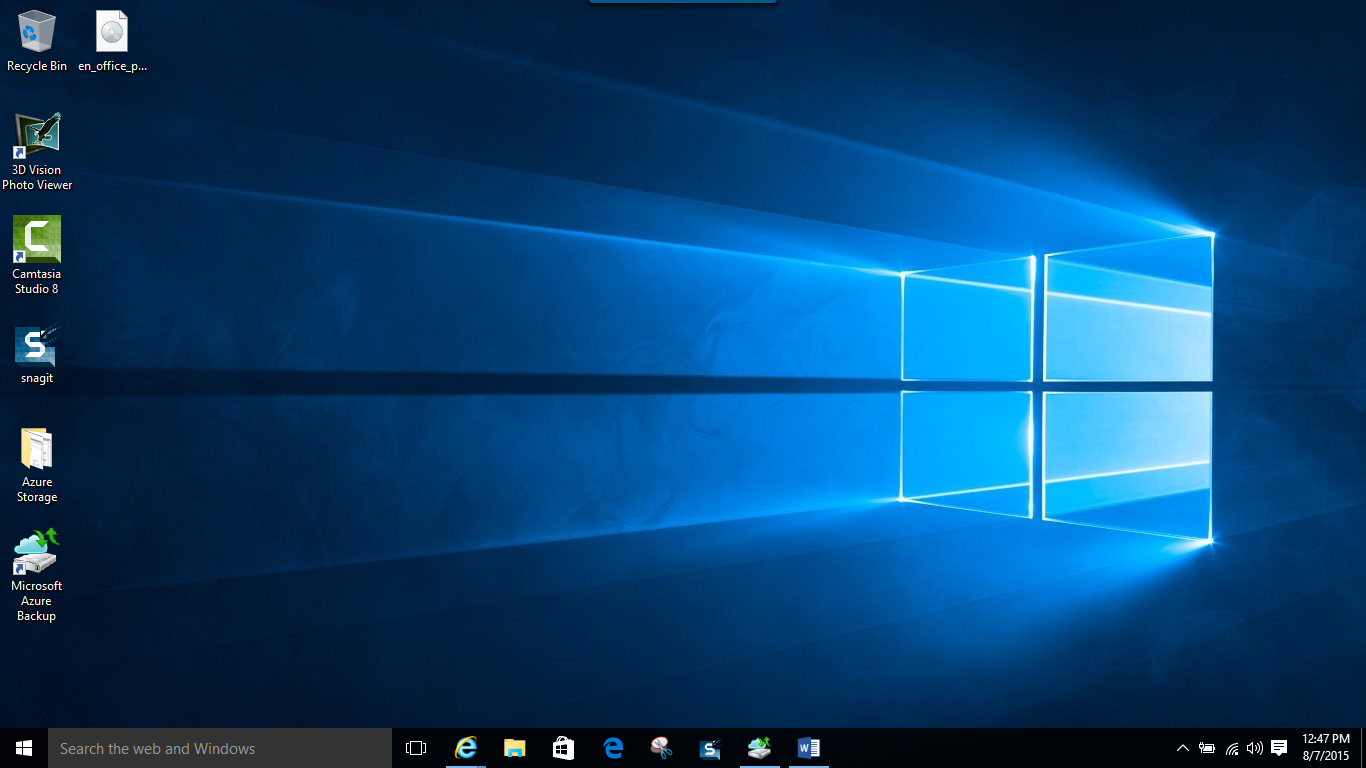 Recycle Bin
en_office_p...
3D Vision
Photo Viewer
Camtasia
Studio 8
snagit
Azure
Storage
Microsoft
Azure
Backup
Search the web and Windows
12:47 PM
8/7/2015